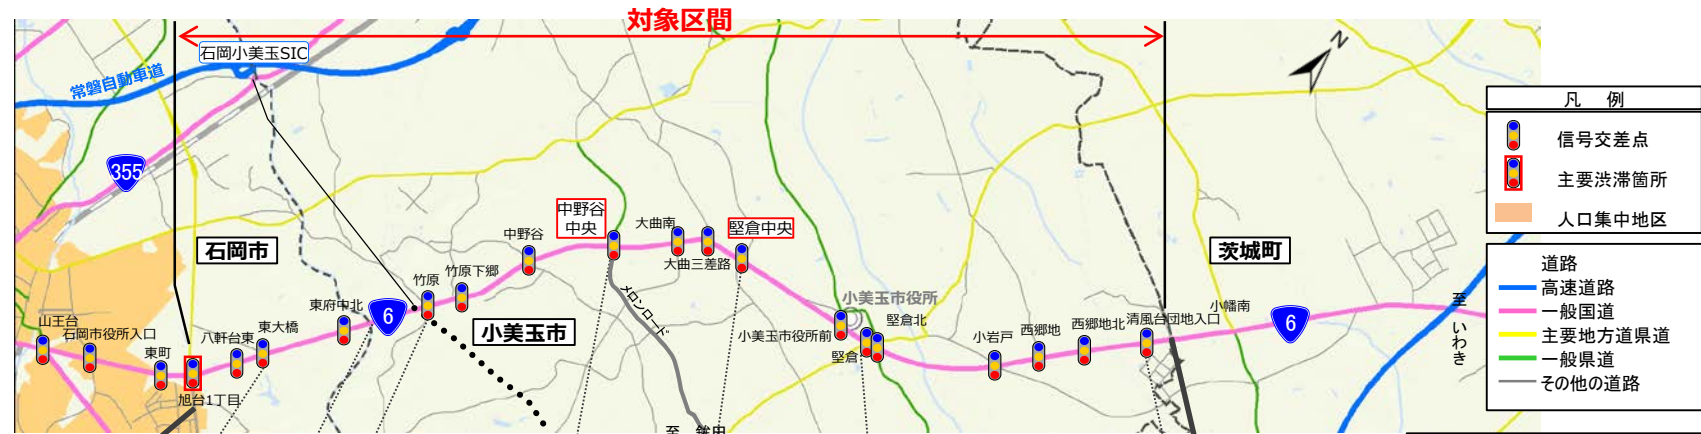 対象区間
石岡小美玉SIC
常磐自動車道
N
凡 例
信号交差点
主要渋滞箇所
人口集中地区
355
中野谷
中央
大曲南
堅倉中央
石岡市
中野谷
茨城町
大曲三差路
道路
高速道路
一般国道
主要地方道県道
一般県道
その他の道路
竹原
竹原下郷
メロンロード
小美玉市役所
東府中北
6
小美玉市
小幡南
6
至 いわき
山王台
石岡市役所入口
東町
八軒台東
東大橋
小美玉市役所前
堅倉北
堅倉
小岩戸
西郷地
西郷地北
清風台団地入口
旭台1丁目
至 鉾田